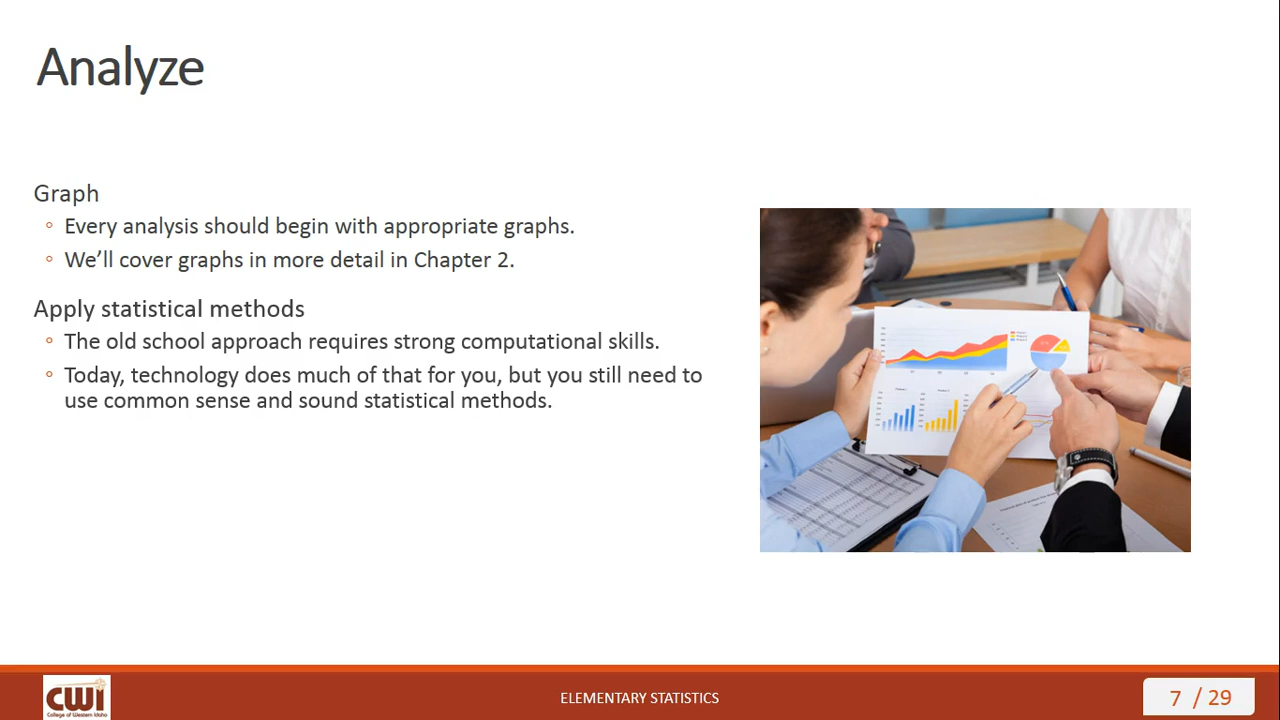 Analyze
Graph
Every analysis should begin with appropriate graphs.
We'll cover graphs in more detail in Chapter 2.
Apply statistical methods
The old school approach requires strong computational skills.
Today, technology does much of that for you, but you still need to
use common sense and sound statistical methods.
CWI
College of Western Idaho
ELEMENTARY STATISTICS
7 / 29